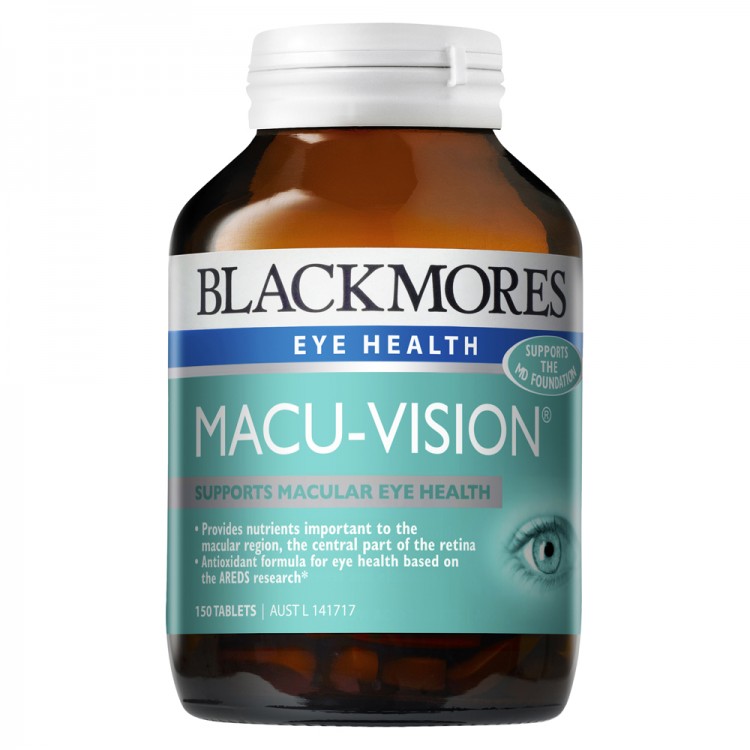 BLACKMORES
EYE HEALTH
SUPPORTS
THE
MD FOUNDATION
MACU-VISION®
SUPPORTS MACULAR EYE HEALTH
• Provides nutrients important to the
macular region, the central part of the retina
• Antioxidant formula for eye health based on
the AREDS research*
150 TABLETS | AUST L 141717